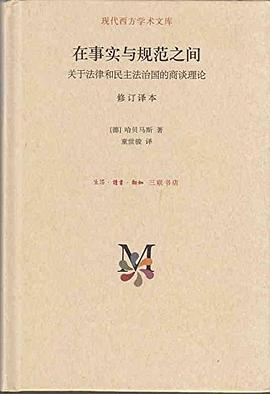 现代西方学术文库
在事实与规范之间
关于法律和民主法治国的商谈理论
修订译本
[德] 哈贝马斯 著
童世骏 译
生活·讀書·新知 三联书店
M